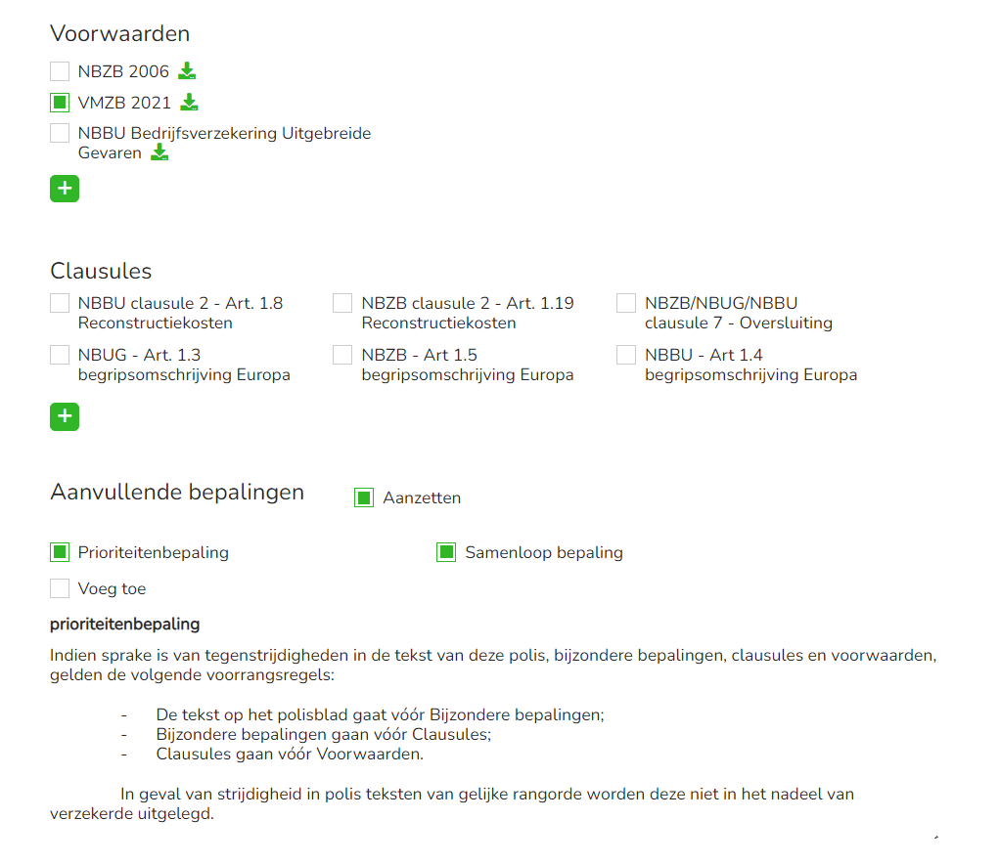 Voorwaarden
NBZB 2006
VMZB 2021
NBBU Bedrijfsverzekering Uitgebreide
Gevaren
+
Clausules
NBBU clausule 2 - Art. 1.8
Reconstructiekosten
NBZB clausule 2 - Art. 1.19
Reconstructiekosten
NBZB/NBUG/NBBU
clausule 7 - Oversluiting
NBUG - Art. 1.3
begripsomschrijving Europa
NBZB - Art 1.5
begripsomschrijving Europa
NBBU - Art 1.4
begripsomschrijving Europa
+
Aanvullende bepalingen
Aanzetten
Prioriteitenbepaling
Samenloop bepaling
Voeg toe
prioriteitenbepaling
Indien sprake is van tegenstrijdigheden in de tekst van deze polis, bijzondere bepalingen, clausules en voorwaarden,
gelden de volgende voorrangsregels:
- De tekst op het polisblad gaat vóór Bijzondere bepalingen;
- Bijzondere bepalingen gaan vóór Clausules;
- Clausules gaan vóór Voorwaarden.
In geval van strijdigheid in polis teksten van gelijke rangorde worden deze niet in het nadeel van
verzekerde uitgelegd.